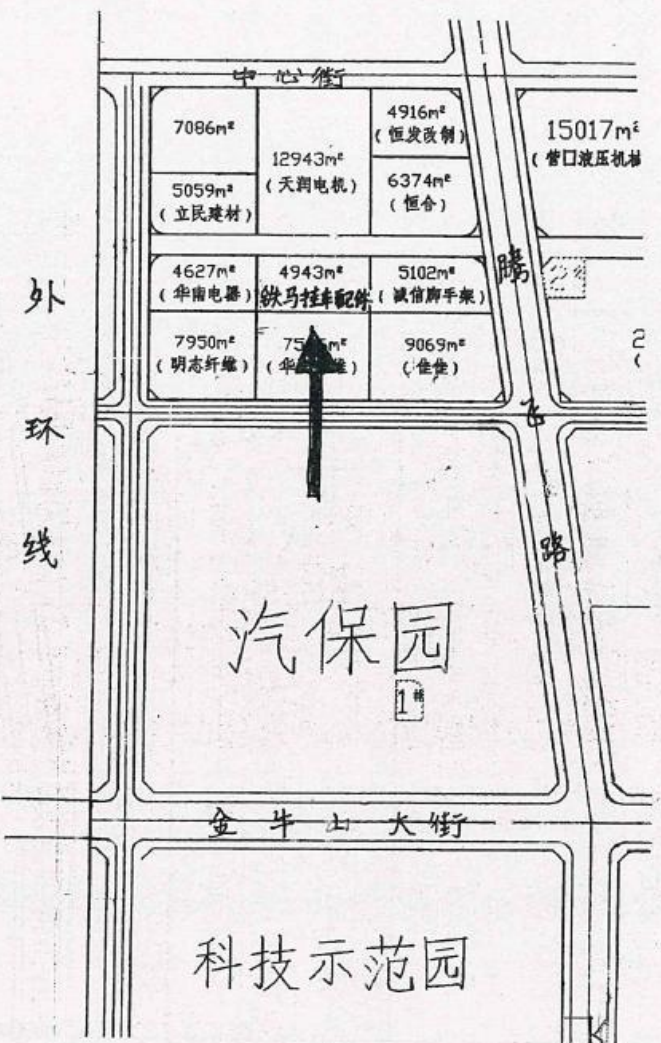 中心街
7086m²
12943m²
(天润电机)
4916m²
(恒发改制)
15017m²
(营口液压机械
5059m²
(立民建材)
6374m²
(恒合)
4627m²
(华南电器)
4943m²
铁马挂车配件
5102m²
(诚信脚手架)
7950m²
(明志纤维)
9069m²
(佳佳)
外环线
腾飞路
汽保园
1#
金牛山大街
科技示范园